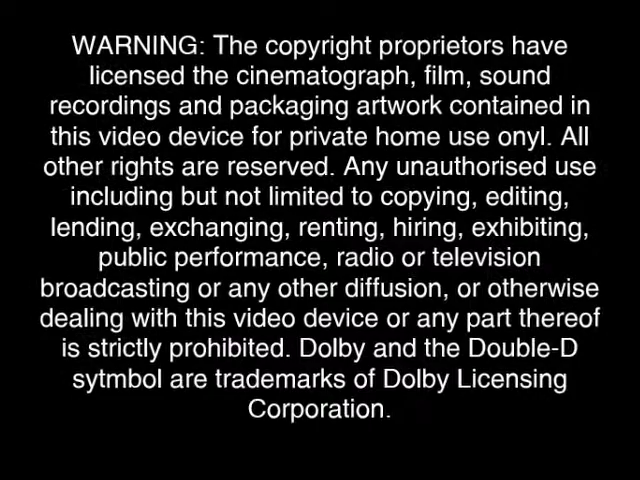 WARNING: The copyright proprietors have
licensed the cinematograph, film, sound
recordings and packaging artwork contained in
this video device for private home use onyl. All
other rights are reserved. Any unauthorised use
including but not limited to copying, editing,
lending, exchanging, renting, hiring, exhibiting,
public performance, radio or television
broadcasting or any other diffusion, or otherwise
dealing with this video device or any part thereof
is strictly prohibited. Dolby and the Double-D
sytmbol are trademarks of Dolby Licensing
Corporation.